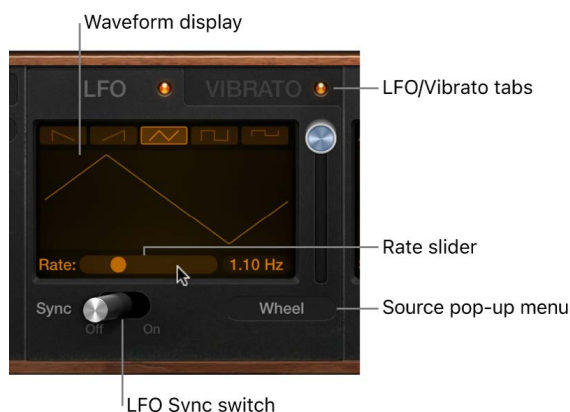 Waveform display
LFO
VIBRATO
LFO/Vibrato tabs
Rate:
1.10 Hz
Rate slider
Sync
Off
On
Wheel
Source pop-up menu
LFO Sync switch